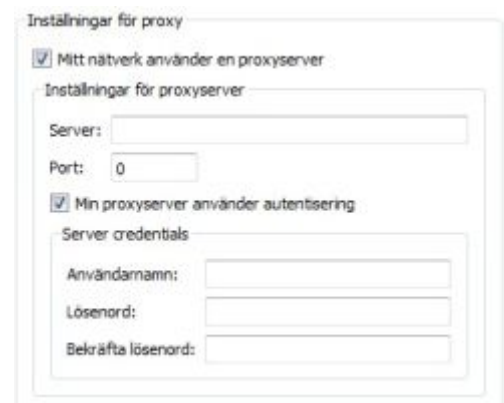 Inställningar för proxy
Mitt nätverk använder en proxyserver
Inställningar för proxyserver
Server:
Port: 0
Min proxyserver använder autentisering
Server credentials
Användarnamn:
Lösenord:
Bekräfta lösenord: